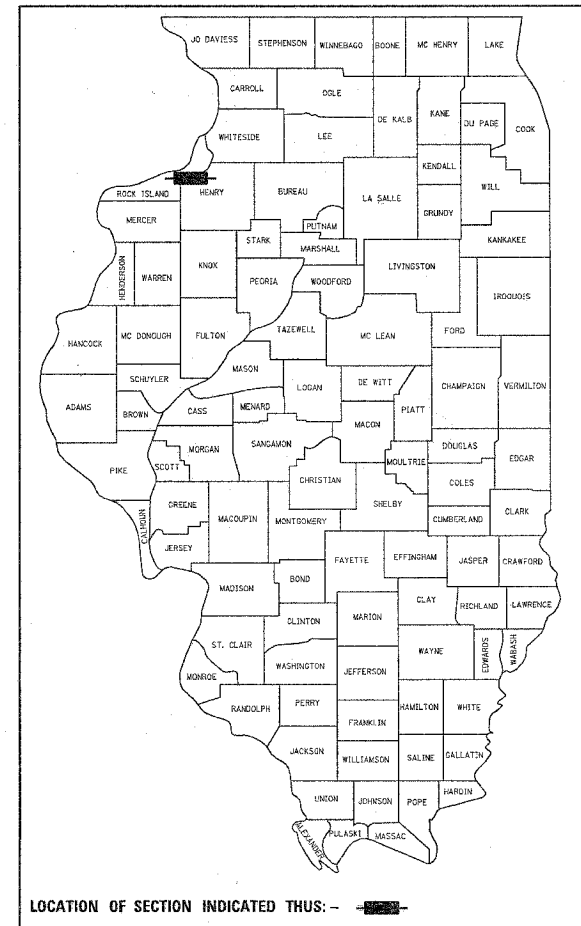 JO DAVIESS STEPHENSON WINNEBAGO BOONE MC HENRY LAKE
CARROLL OGLE DE KALB KANE DU PAGE COOK
WHITESIDE LEE
KENDALL WILL
ROCK ISLAND HENRY BUREAU LA SALLE GRUNDY
MERCER PUTNAM
STARK MARSHALL KANKAKEE
HENDERSON WARREN KNOX PEORIA WOODFORD LIVINGSTON IROQUOIS
HANCOCK MC DONOUGH FULTON TAZEWELL MC LEAN FORD
MASON
SCHUYLER LOGAN DE WITT CHAMPAIGN VERMILION
ADAMS BROWN CASS MENARD MACON PIATT
MORGAN SANGAMON DOUGLAS
PIKE SCOTT CHRISTIAN MOULTRIE COLES EDGAR
GREENE MACOUPIN MONTGOMERY SHELBY CUMBERLAND CLARK
CALHOUN JERSEY
FAYETTE EFFINGHAM JASPER CRAWFORD
MADISON BOND
CLAY RICHLAND LAWRENCE
CLINTON MARION
ST. CLAIR WAYNE EDWARDS WABASH
WASHINGTON JEFFERSON
MONROE
RANDOLPH PERRY HAMILTON WHITE
FRANKLIN
JACKSON WILLIAMSON SALINE GALLATIN
UNION JOHNSON POPE HARDIN
ALEXANDER PULASKI MASSAC
LOCATION OF SECTION INDICATED THUS: -